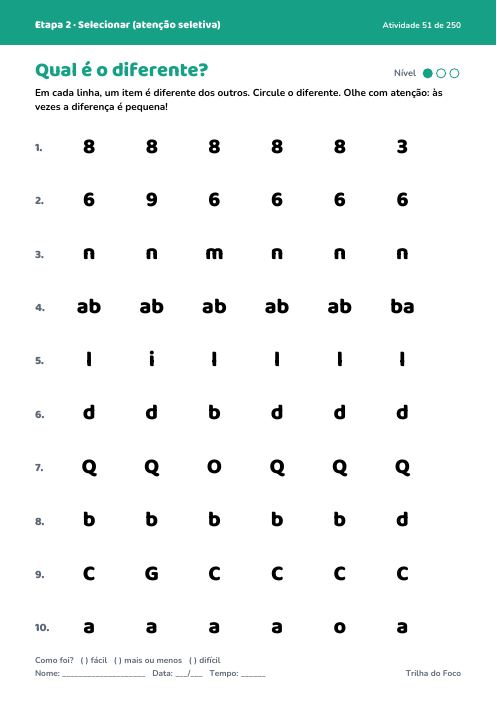 Etapa 2 · Selecionar (atenção seletiva) Atividade 51 de 250
Qual é o diferente? Nível
Em cada linha, um item é diferente dos outros. Circule o diferente. Olhe com atenção: às
vezes a diferença é pequena!
1. 8 8 8 8 8 3
2. 6 9 6 6 6 6
3. n n m n n n
4. ab ab ab ab ab ba
5. l i l l l l
6. d d b d d d
7. Q Q O Q Q Q
8. b b b b b d
9. C G C C C C
10. a a a a o a
Como foi? ( ) fácil ( ) mais ou menos ( ) difícil
Nome: ____________________ Data: ___/___ Tempo: ______ Trilha do Foco